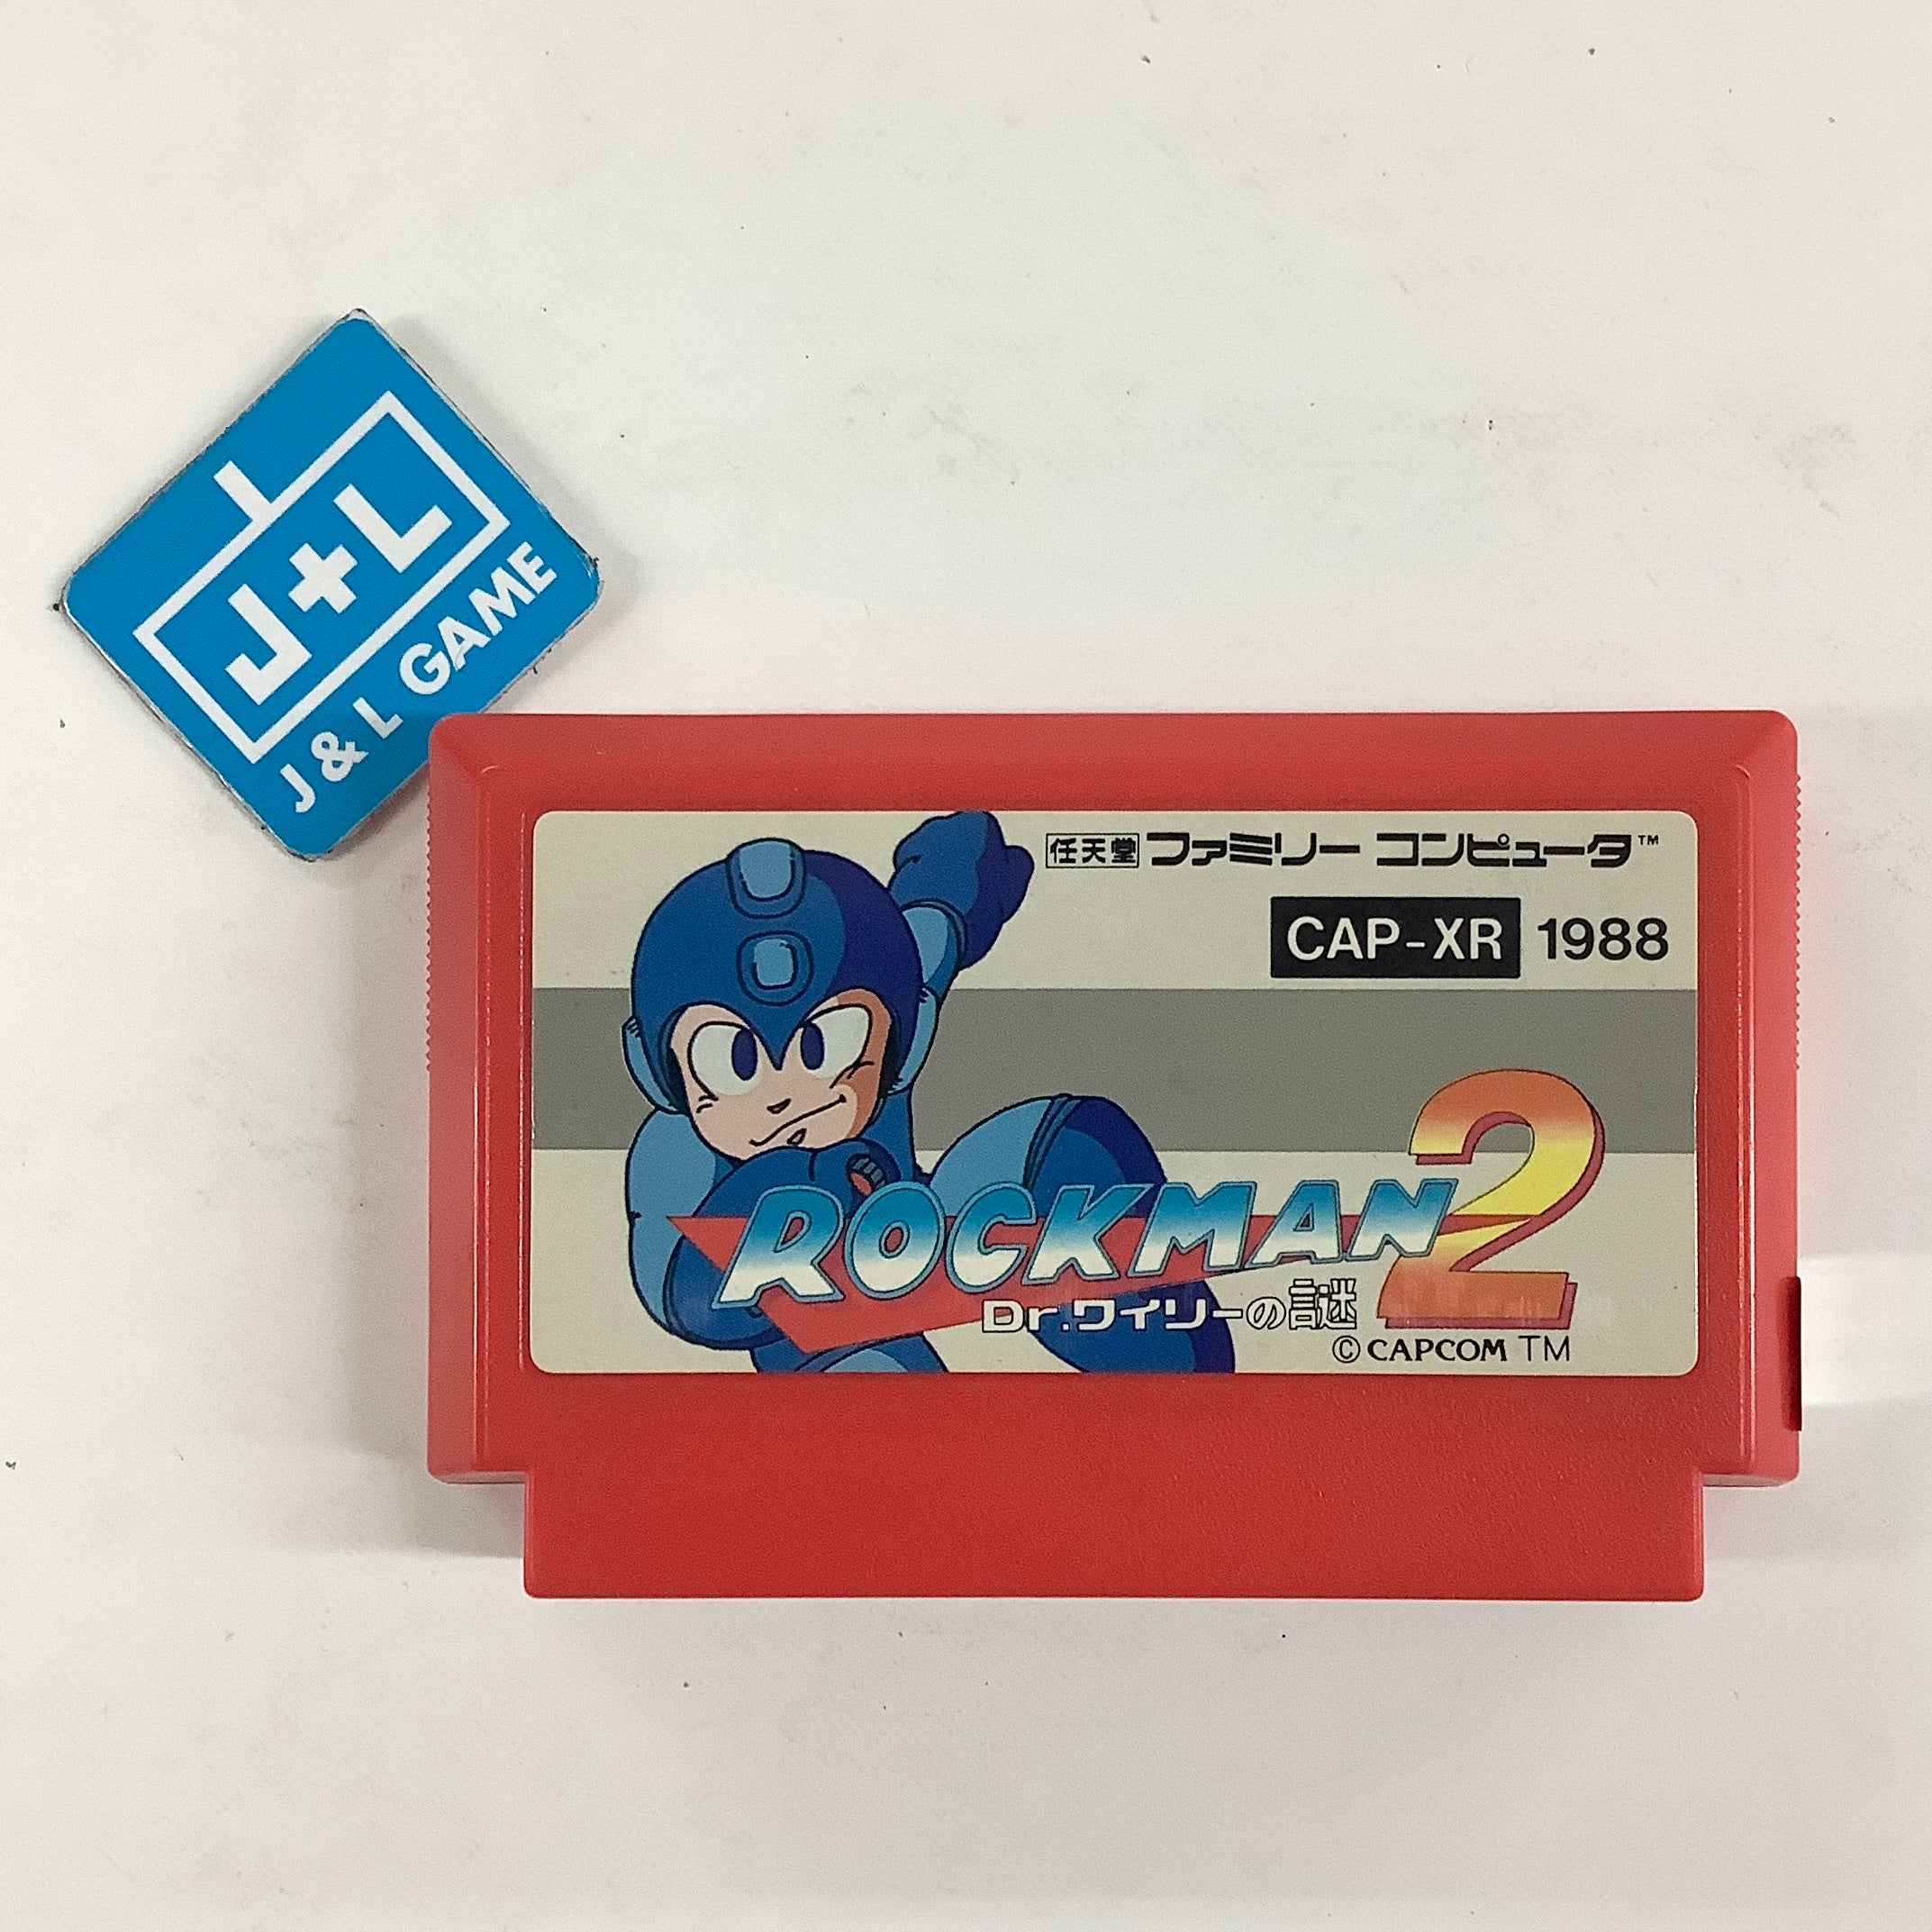 J+L
J & L GAME
任天堂 ファミリー コンピュータ™
CAP-XR 1988
ROCKMAN 2
Dr.ワイリーの謎
© CAPCOM TM